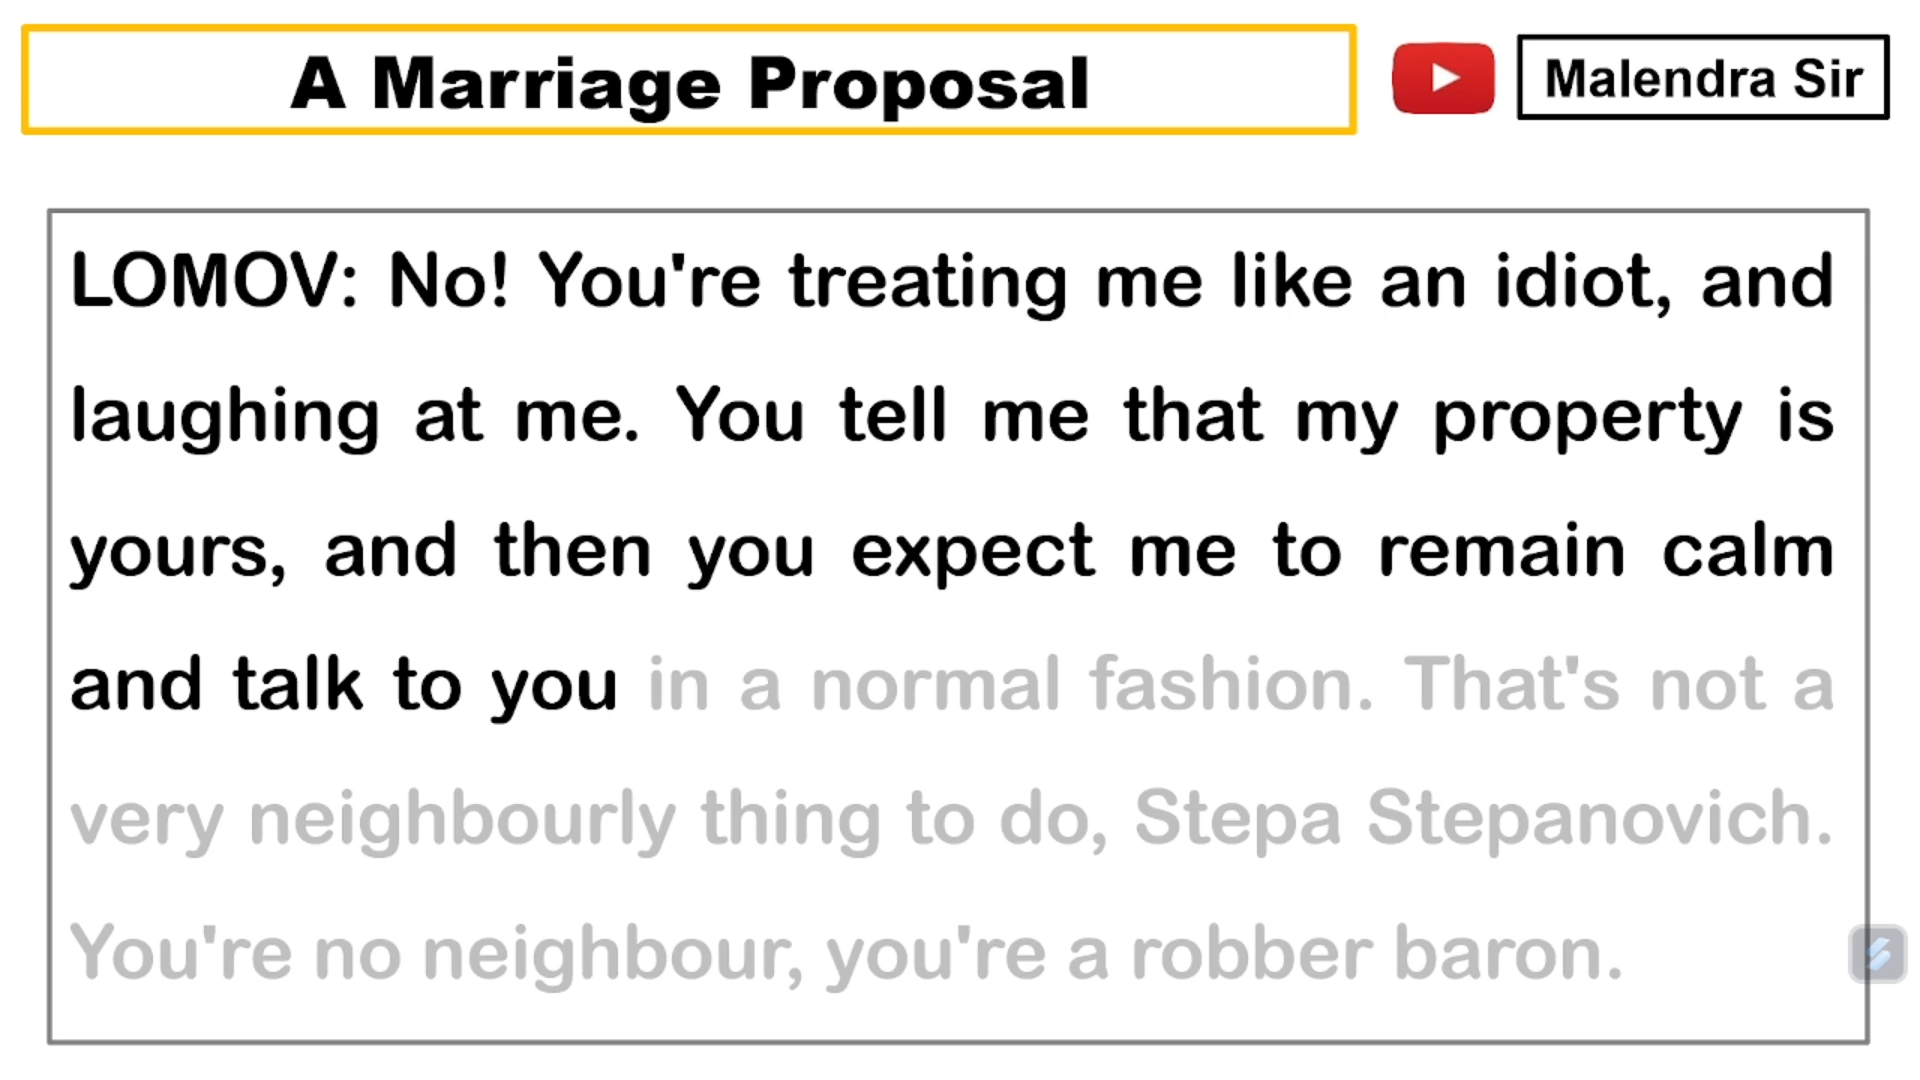 A Marriage Proposal
Malendra Sir
LOMOV: No! You're treating me like an idiot, and
laughing at me. You tell me that my property is
yours, and then you expect me to remain calm
and talk to you in a normal fashion. That's not a
very neighbourly thing to do, Stepa Stepanovich.
You're no neighbour, you're a robber baron.